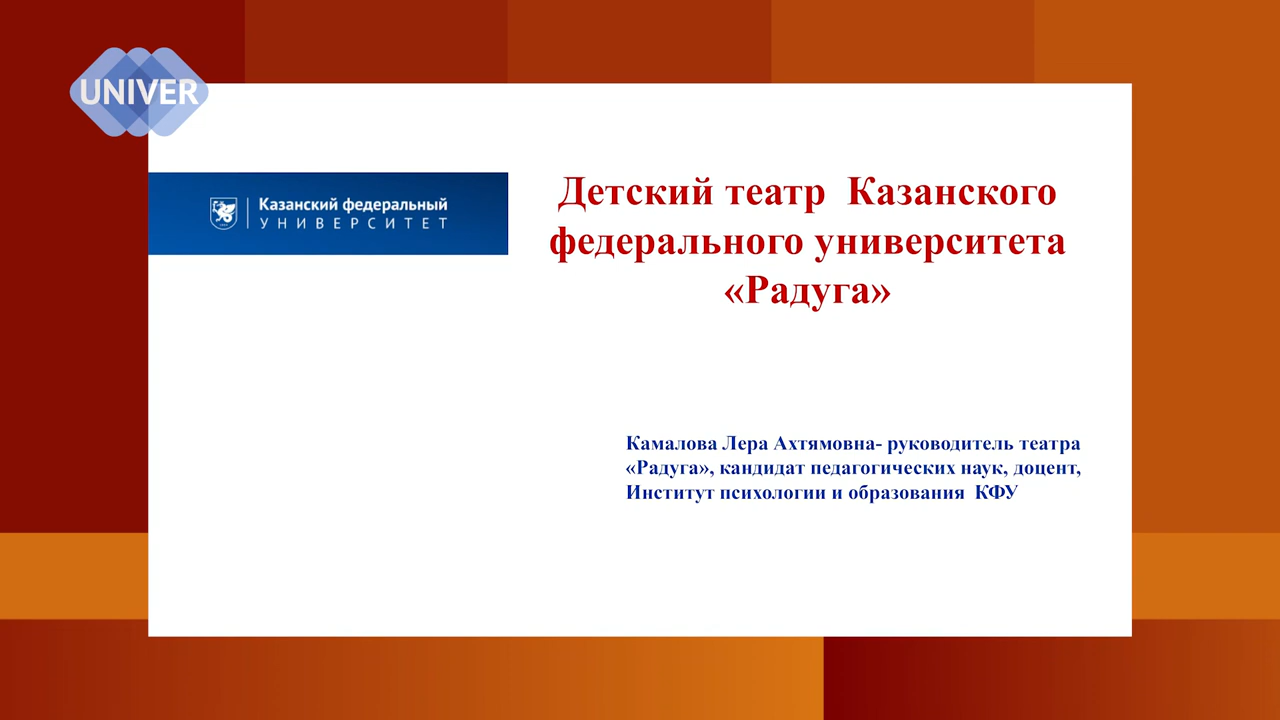 UNIVER
Казанский федеральный
УНИВЕРСИТЕТ
Детский театр Казанского
федерального университета
«Радуга»
Камалова Лера Ахтямовна- руководитель театра
«Радуга», кандидат педагогических наук, доцент,
Институт психологии и образования КФУ